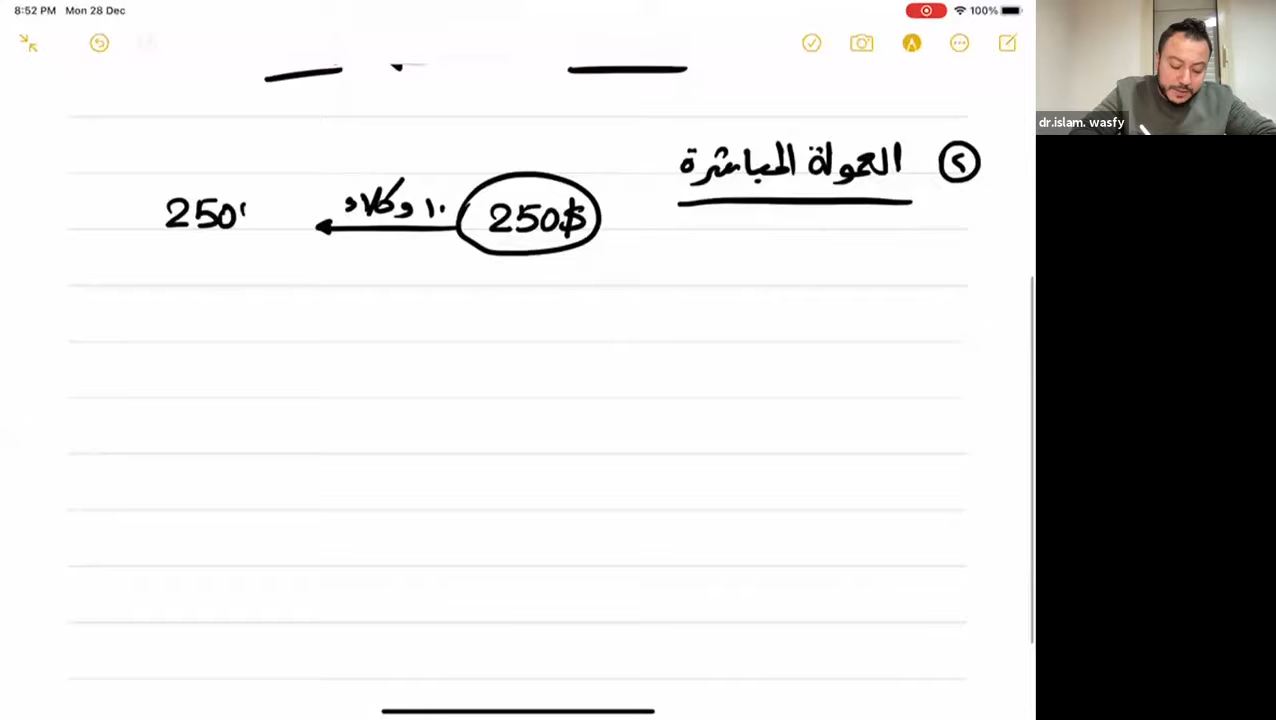 8:52 PM Mon 28 Dec
100%
dr.islam. wasfy
٢ العمولة المباشرة
250$ ١٠ وكلاء 250